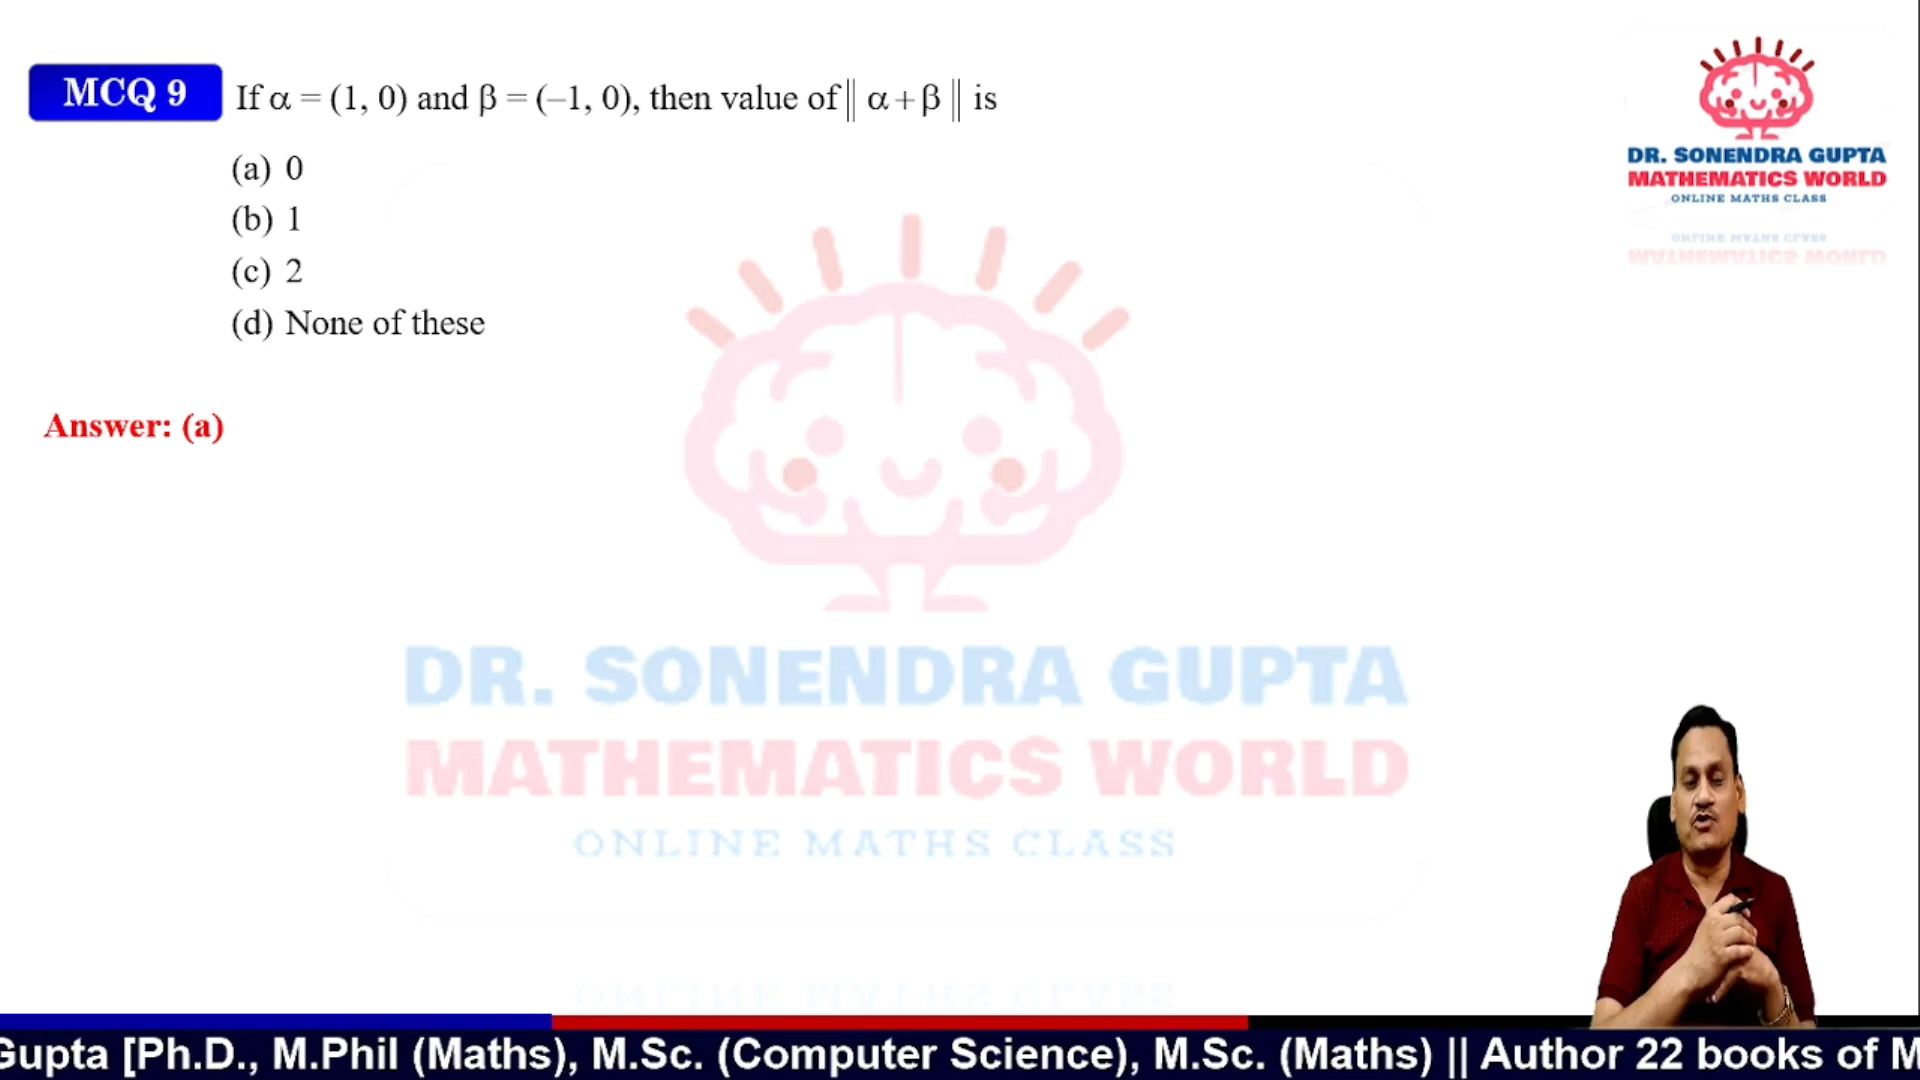 MCQ 9 If α = (1, 0) and β = (–1, 0), then value of || α + β || is
(a) 0
(b) 1
(c) 2
(d) None of these
Answer: (a)
DR. SONENDRA GUPTA
MATHEMATICS WORLD
ONLINE MATHS CLASS
DR. SONENDRA GUPTA
MATHEMATICS WORLD
ONLINE MATHS CLASS
Gupta [Ph.D., M.Phil (Maths), M.Sc. (Computer Science), M.Sc. (Maths) || Author 22 books of M